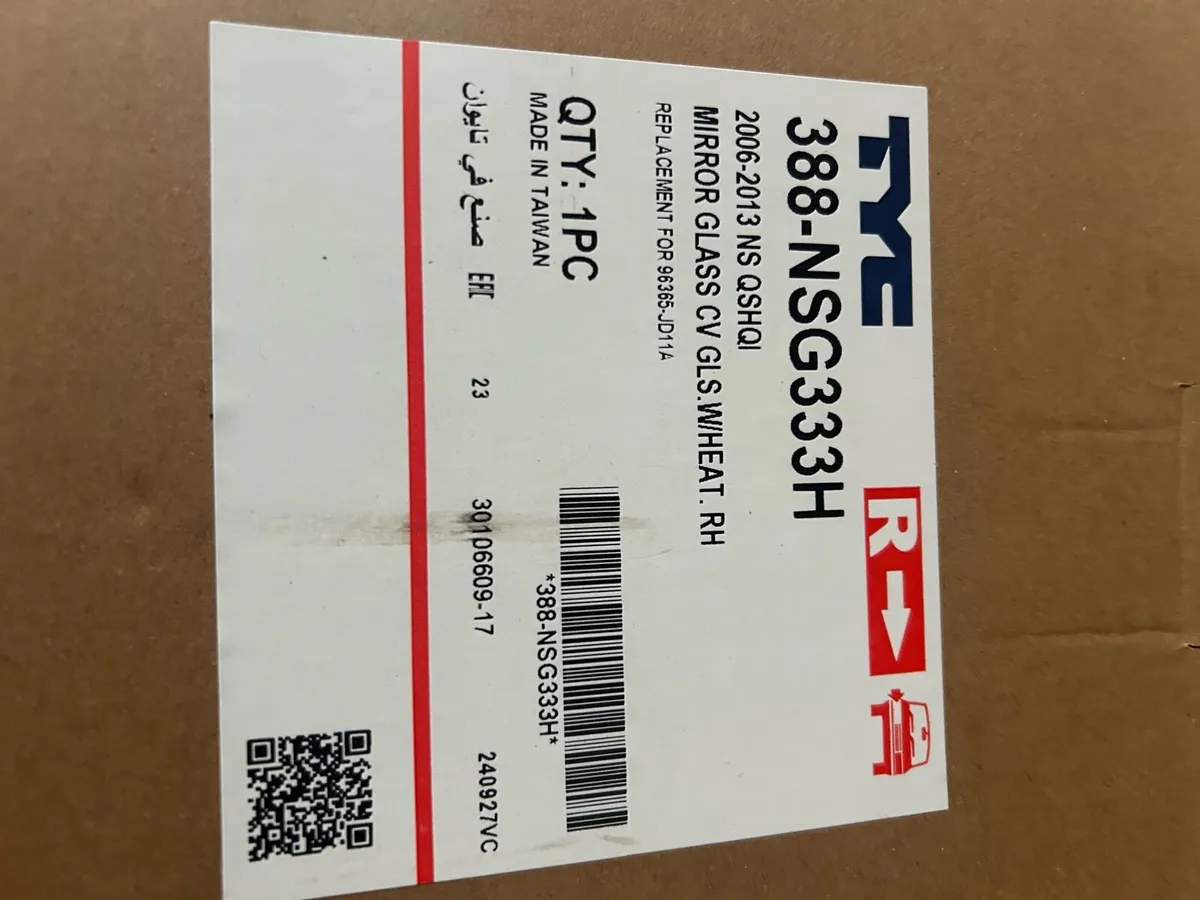 TYC
R
388-NSG333H
2006-2013 NS QSHQI
MIRROR GLASS CV GLS.W/HEAT. RH
REPLACEMENT FOR 96365-JD11A
QTY: 1PC
MADE IN TAIWAN
*388-NSG333H*
صنع في تايوان EAC 23 30106609-17 240927VC